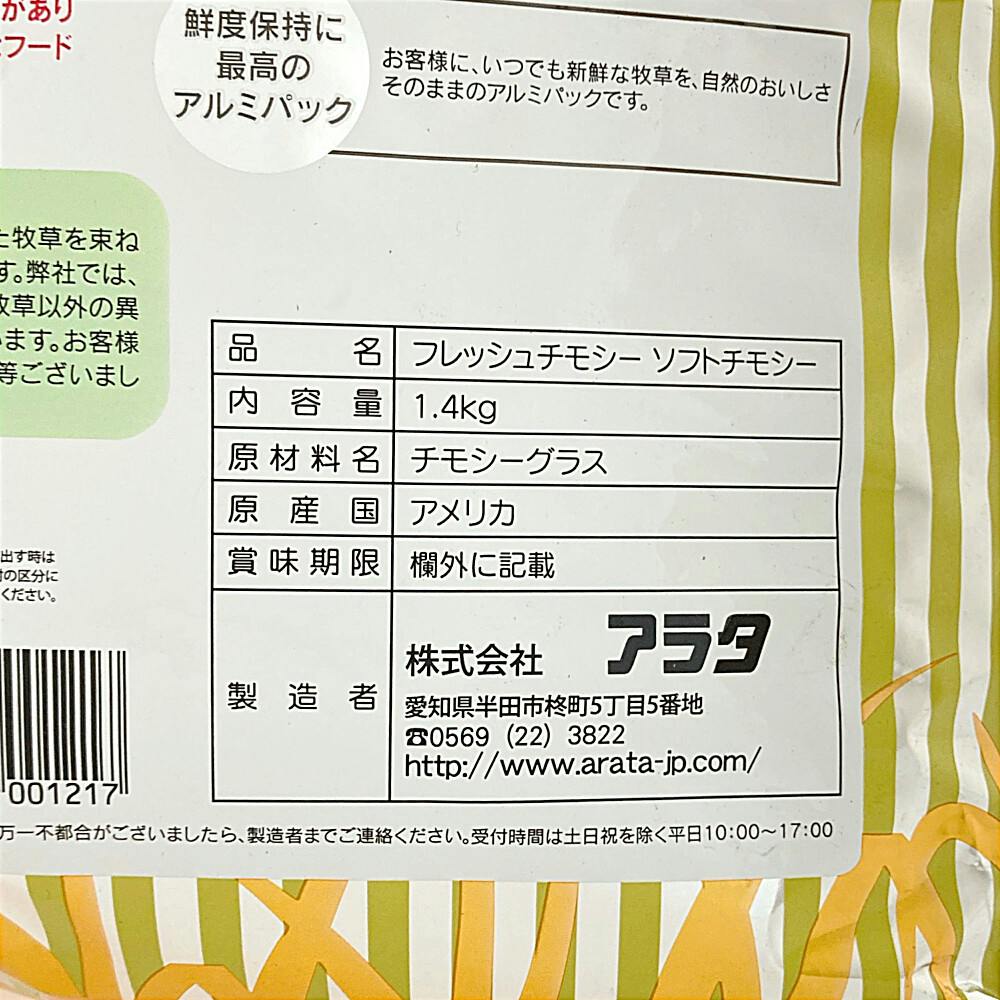 があり
フード
鮮度保持に
最高の
アルミパック
お客様に、いつでも新鮮な牧草を、自然のおいしさ
そのままのアルミパックです。
た牧草を束ね
す。弊社では、
牧草以外の異
います。お客様
等ございまし
品名 フレッシュチモシー ソフトチモシー
内容量 1.4kg
原材料名 チモシーグラス
原産国 アメリカ
賞味期限 欄外に記載
製造者 株式会社 アラタ
愛知県半田市柊町5丁目5番地
☎0569（22）3822
http://www.arata-jp.com/
出す時は
の区分に
ください。
001217
万一不都合がございましたら、製造者までご連絡ください。受付時間は土日祝を除く平日10:00～17:00